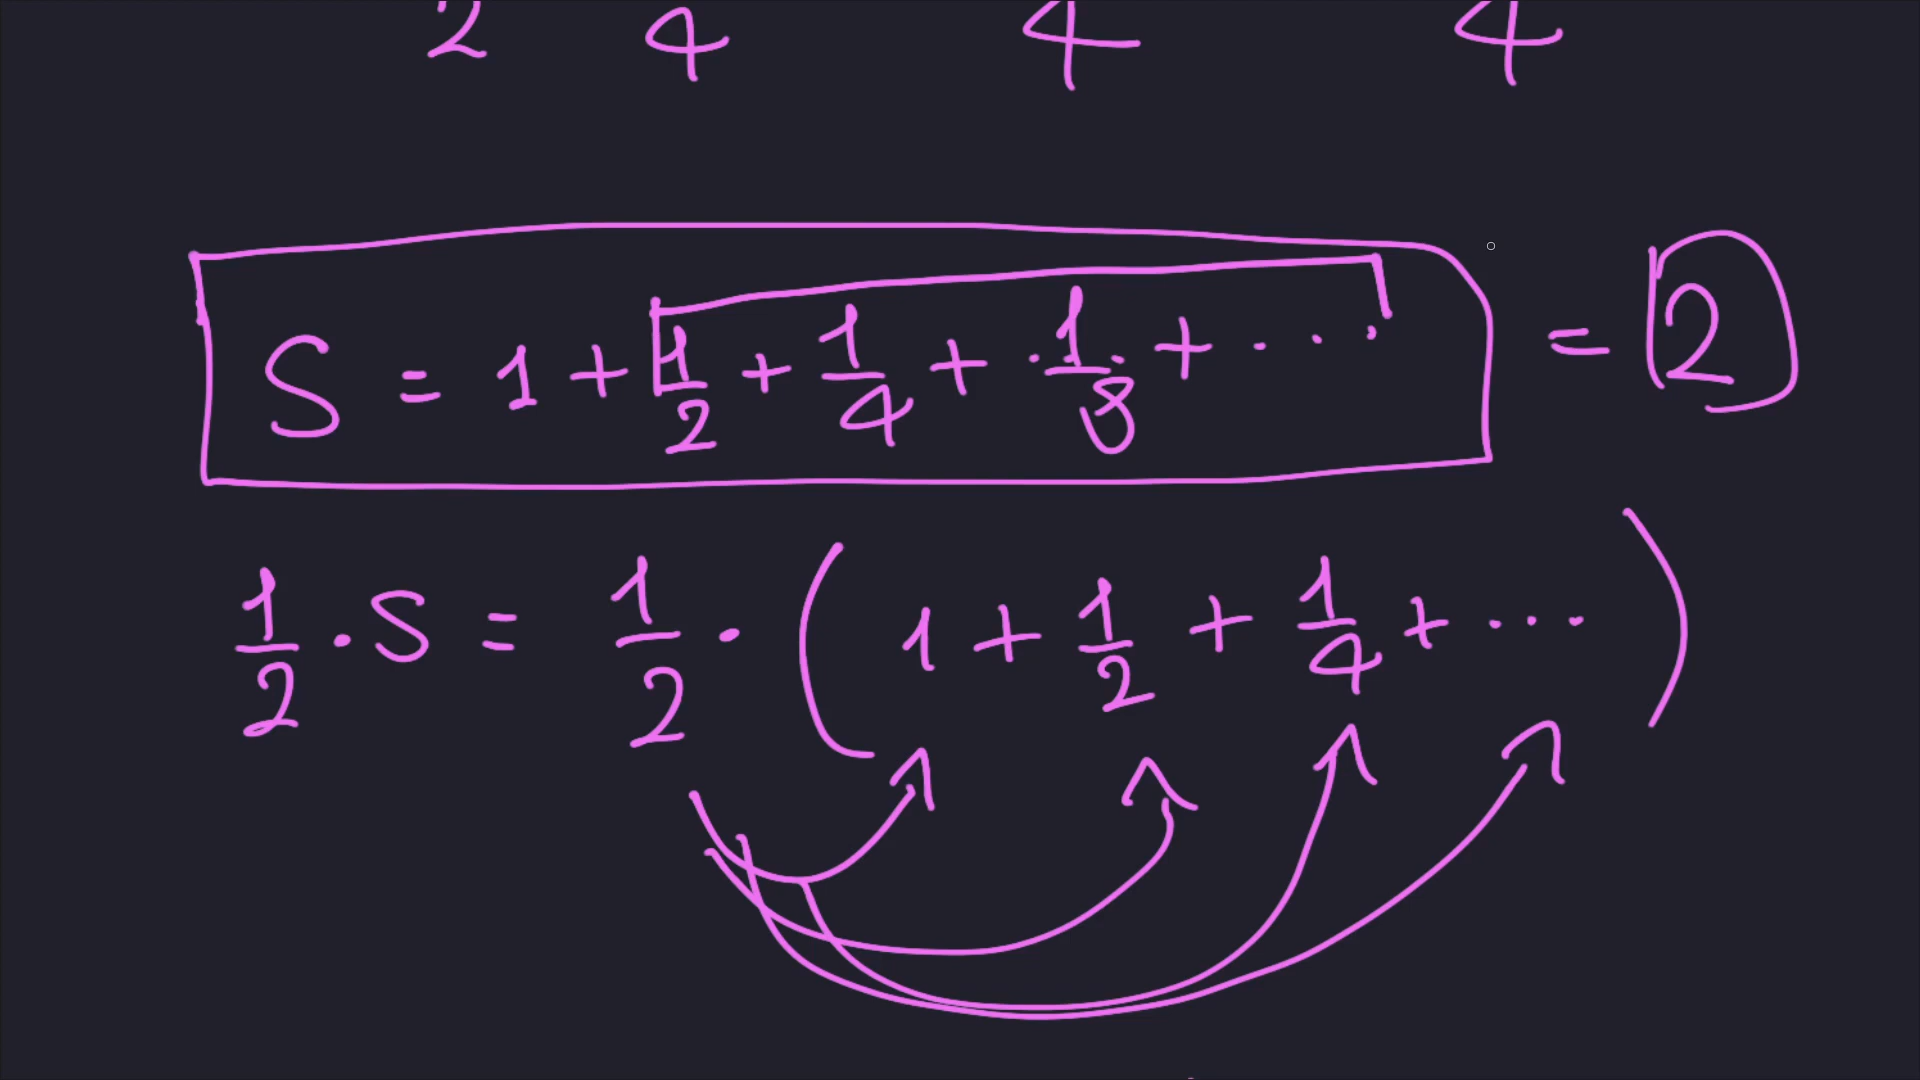 2 4 4 4
S = 1 + 1/2 + 1/4 + 1/8 + ... = 2
1/2 · S = 1/2 · (1 + 1/2 + 1/4 + ...)